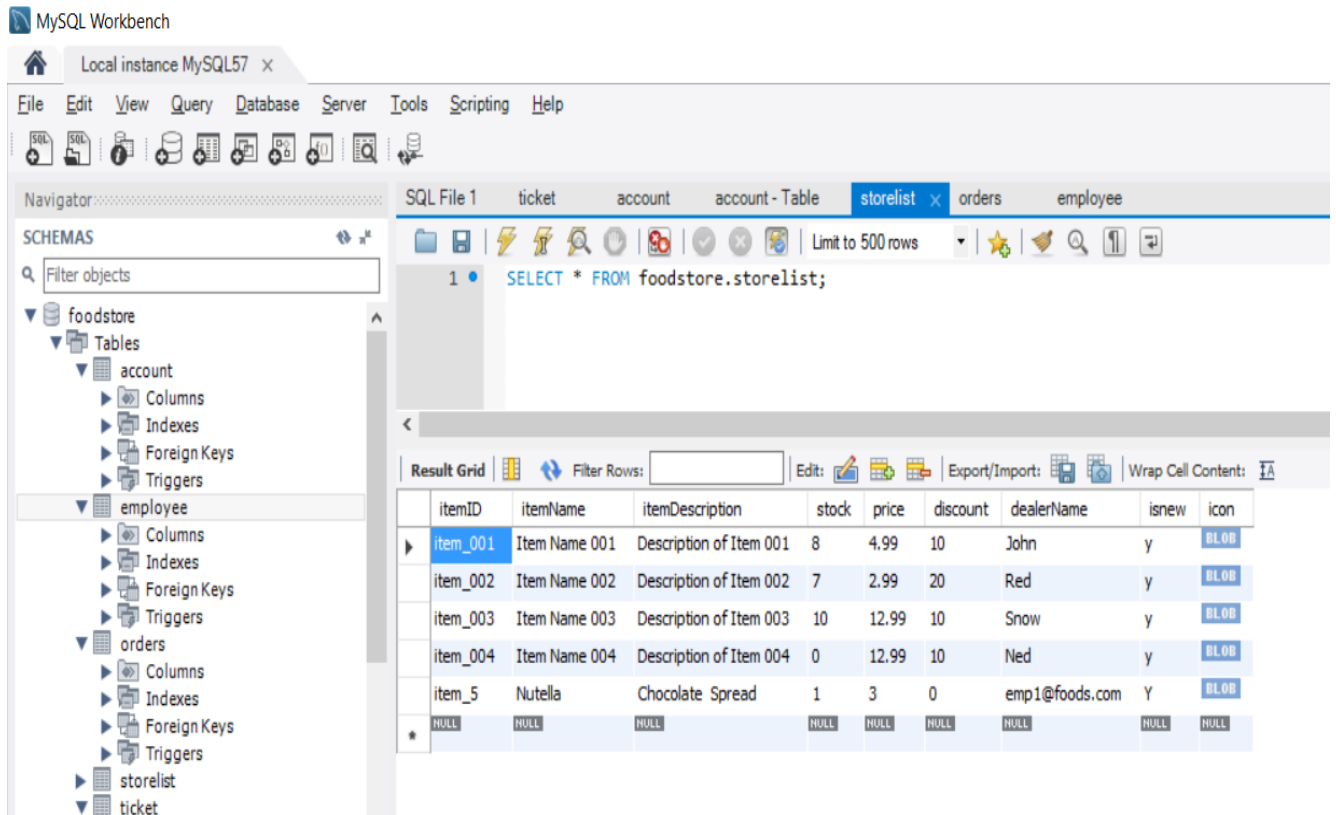 MySQL Workbench
Local instance MySQL57 ×
File Edit View Query Database Server Tools Scripting Help
Navigator
SCHEMAS
Filter objects
foodstore
Tables
account
Columns
Indexes
Foreign Keys
Triggers
employee
Columns
Indexes
Foreign Keys
Triggers
orders
Columns
Indexes
Foreign Keys
Triggers
storelist
ticket
SQL File 1 ticket account account - Table storelist × orders employee
Limit to 500 rows
1 SELECT * FROM foodstore.storelist;
Result Grid Filter Rows: Edit: Export/Import: Wrap Cell Content: IA
itemID itemName itemDescription stock price discount dealerName isnew icon
item_001 Item Name 001 Description of Item 001 8 4.99 10 John y BLOB
item_002 Item Name 002 Description of Item 002 7 2.99 20 Red y BLOB
item_003 Item Name 003 Description of Item 003 10 12.99 10 Snow y BLOB
item_004 Item Name 004 Description of Item 004 0 12.99 10 Ned y BLOB
item_5 Nutella Chocolate Spread 1 3 0 emp1@foods.com Y BLOB
* NULL NULL NULL NULL NULL NULL NULL NULL NULL